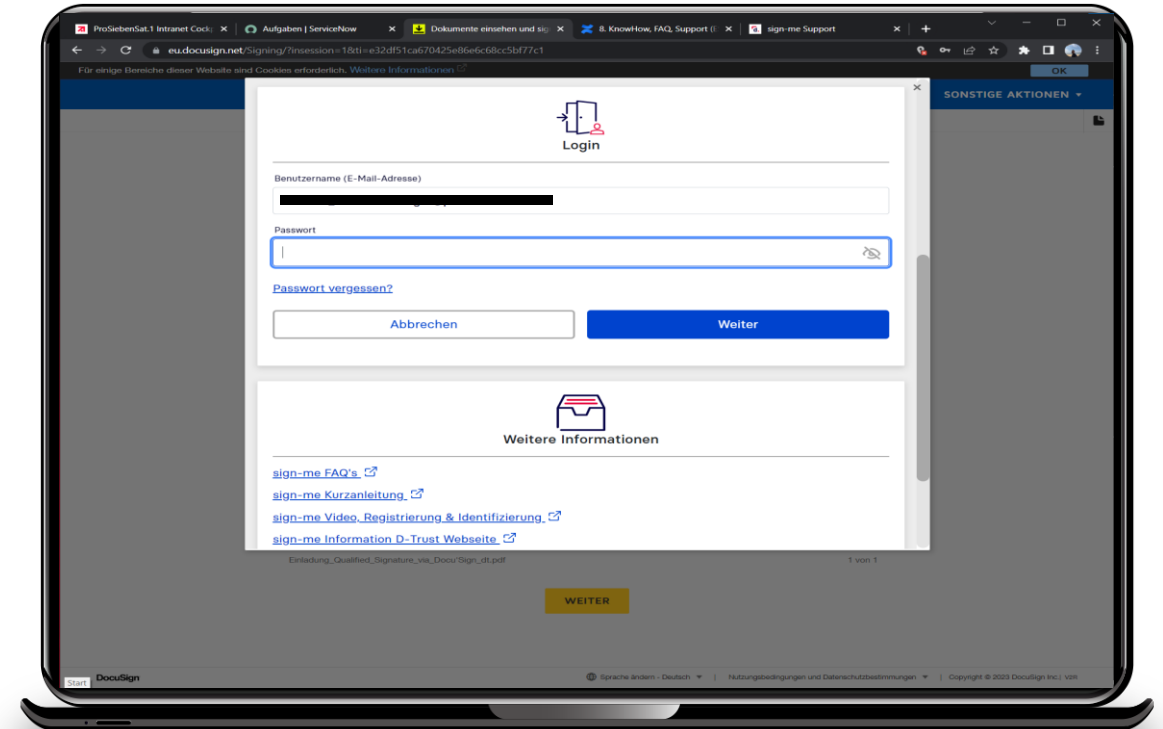 ProSiebenSat.1 Intranet Cockp
Aufgaben | ServiceNow
Dokumente einsehen und sig
8. KnowHow, FAQ, Support (
sign-me Support
eu.docusign.net/Signing/?insession=1&ti=e32df51ca670425e86e6c68cc5bf77c1
Für einige Bereiche dieser Website sind Cookies erforderlich. Weitere Informationen
OK
SONSTIGE AKTIONEN
Login
Benutzername (E-Mail-Adresse)
Passwort
Passwort vergessen?
Abbrechen
Weiter
Weitere Informationen
sign-me FAQ's
sign-me Kurzanleitung
sign-me Video, Registrierung & Identifizierung
sign-me Information D-Trust Webseite
Einladung_Qualified_Signature_via_Docu'Sign_dt.pdf
1 von 1
WEITER
Start
DocuSign
Sprache ändern - Deutsch
Nutzungsbedingungen und Datenschutzbestimmungen
Copyright © 2023 DocuSign Inc. | V2R